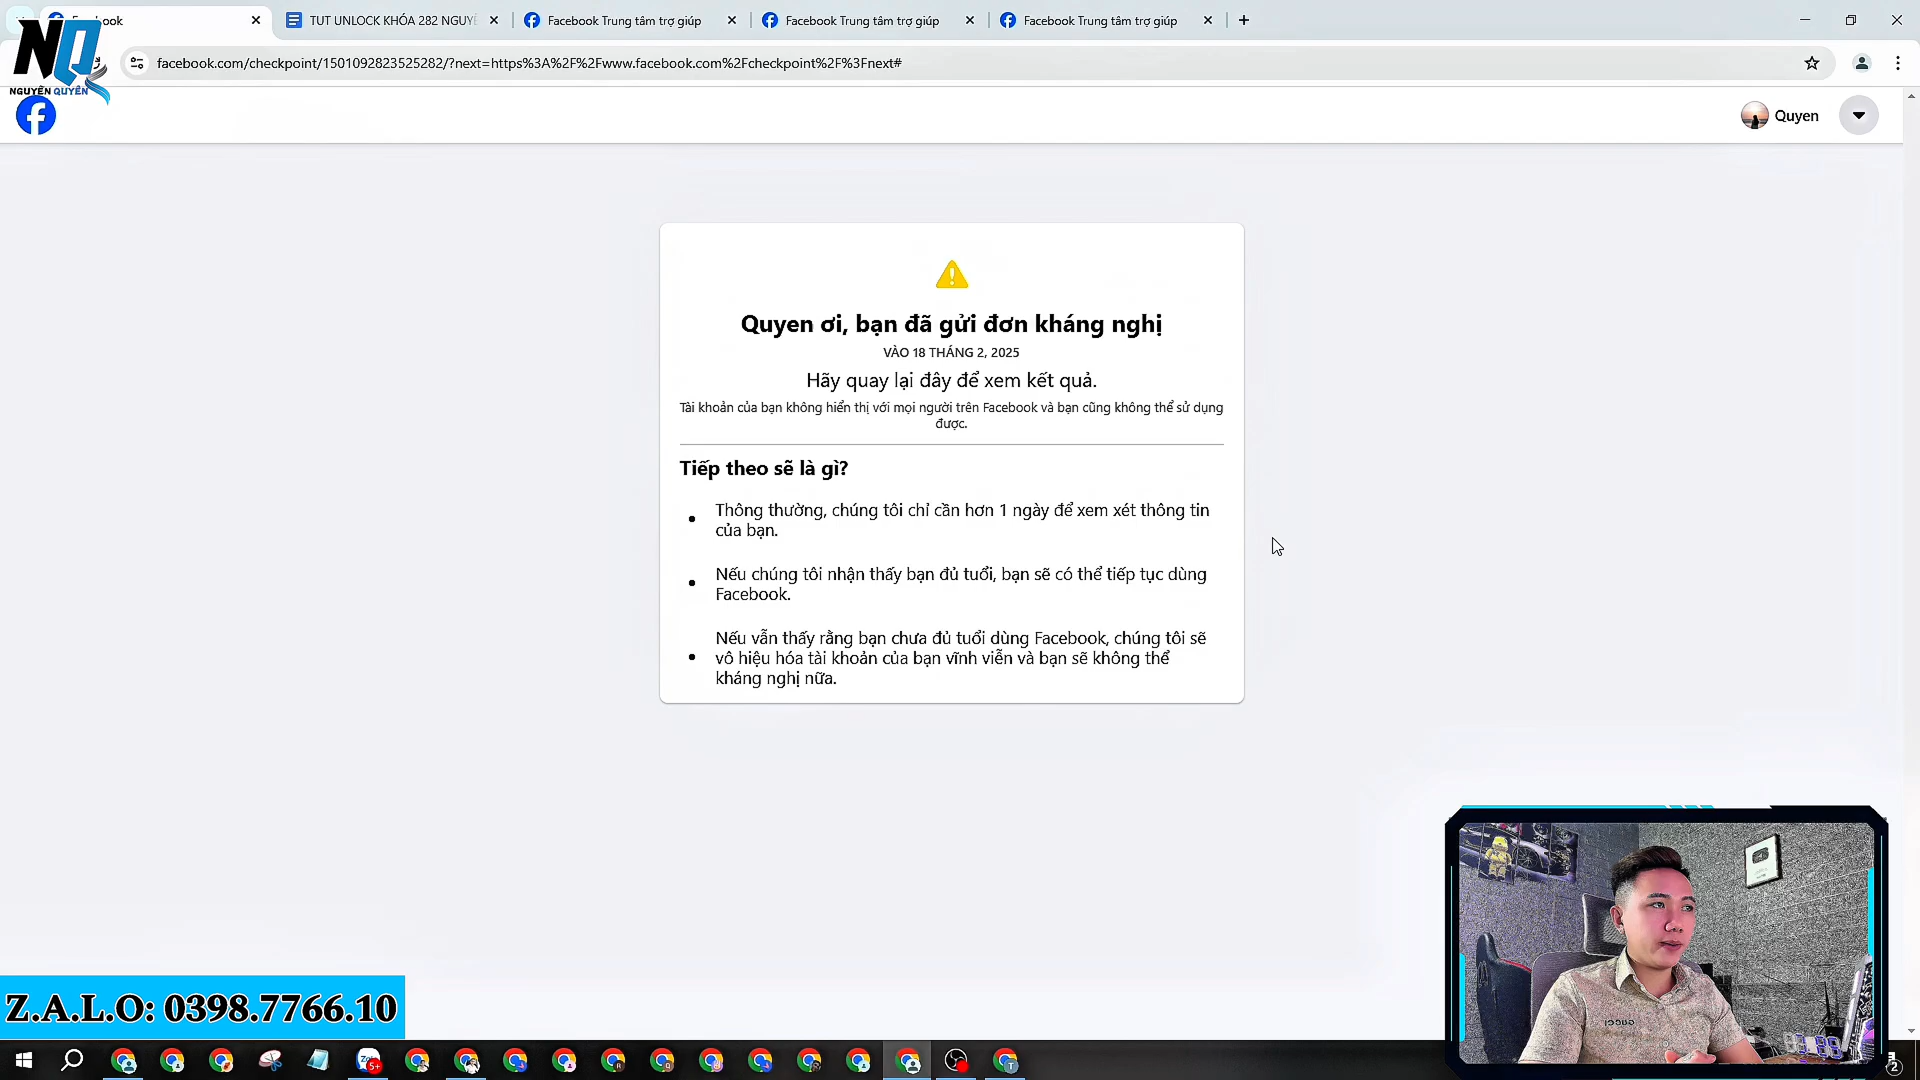 TUT UNLOCK KHÓA 282 NGUYÊ
Facebook Trung tâm trợ giúp
Facebook Trung tâm trợ giúp
Facebook Trung tâm trợ giúp
NQ
NGUYÊN QUYÊN
facebook.com/checkpoint/1501092823525282/?next=https%3A%2F%2Fwww.facebook.com%2Fcheckpoint%2F%3Fnext#
Quyen
Quyen ơi, bạn đã gửi đơn kháng nghị
VÀO 18 THÁNG 2, 2025
Hãy quay lại đây để xem kết quả.
Tài khoản của bạn không hiển thị với mọi người trên Facebook và bạn cũng không thể sử dụng
được.
Tiếp theo sẽ là gì?
Thông thường, chúng tôi chỉ cần hơn 1 ngày để xem xét thông tin
của bạn.
Nếu chúng tôi nhận thấy bạn đủ tuổi, bạn sẽ có thể tiếp tục dùng
Facebook.
Nếu vẫn thấy rằng bạn chưa đủ tuổi dùng Facebook, chúng tôi sẽ
vô hiệu hóa tài khoản của bạn vĩnh viễn và bạn sẽ không thể
kháng nghị nữa.
Z.A.L.O: 0398.7766.10
5+
2